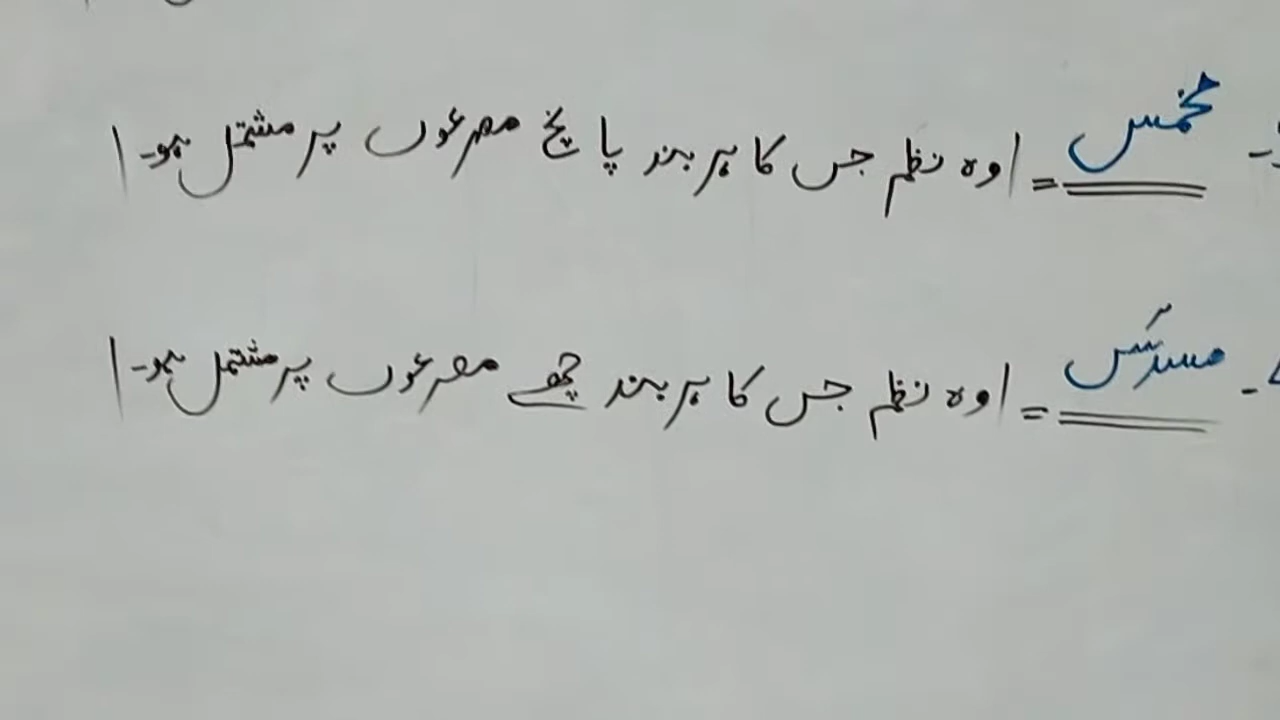 مخمس = وہ نظم جس کا ہر بند پانچ مصرعوں پر مشتمل ہو۔
مسدّس = وہ نظم جس کا ہر بند چھے مصرعوں پر مشتمل ہو۔